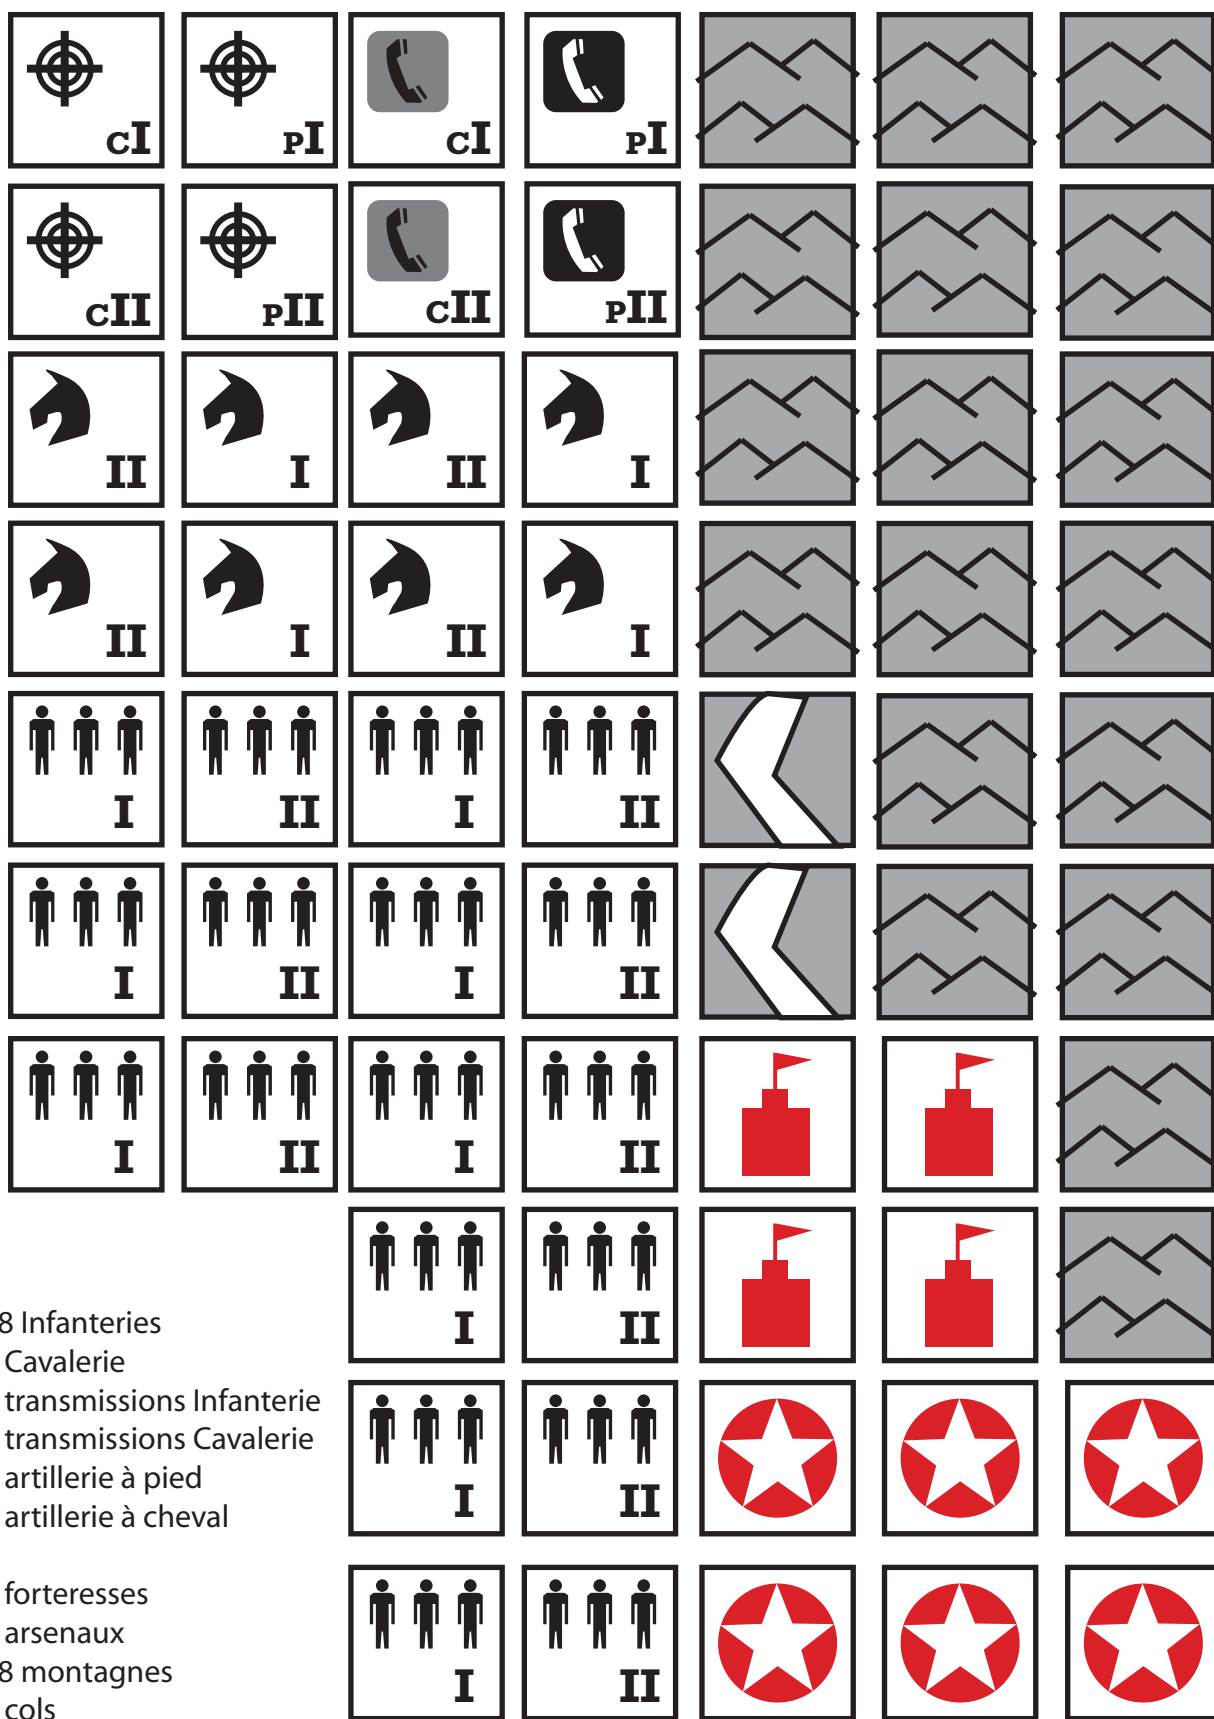 cI pI cI pI
cII pII cII pII
II I II I
II I II I
I II I II
I II I II
I II I II
I II
8 Infanteries
Cavalerie
transmissions Infanterie
transmissions Cavalerie
artillerie à pied
artillerie à cheval
I II
forteresses
arsenaux
8 montagnes
cols
I II